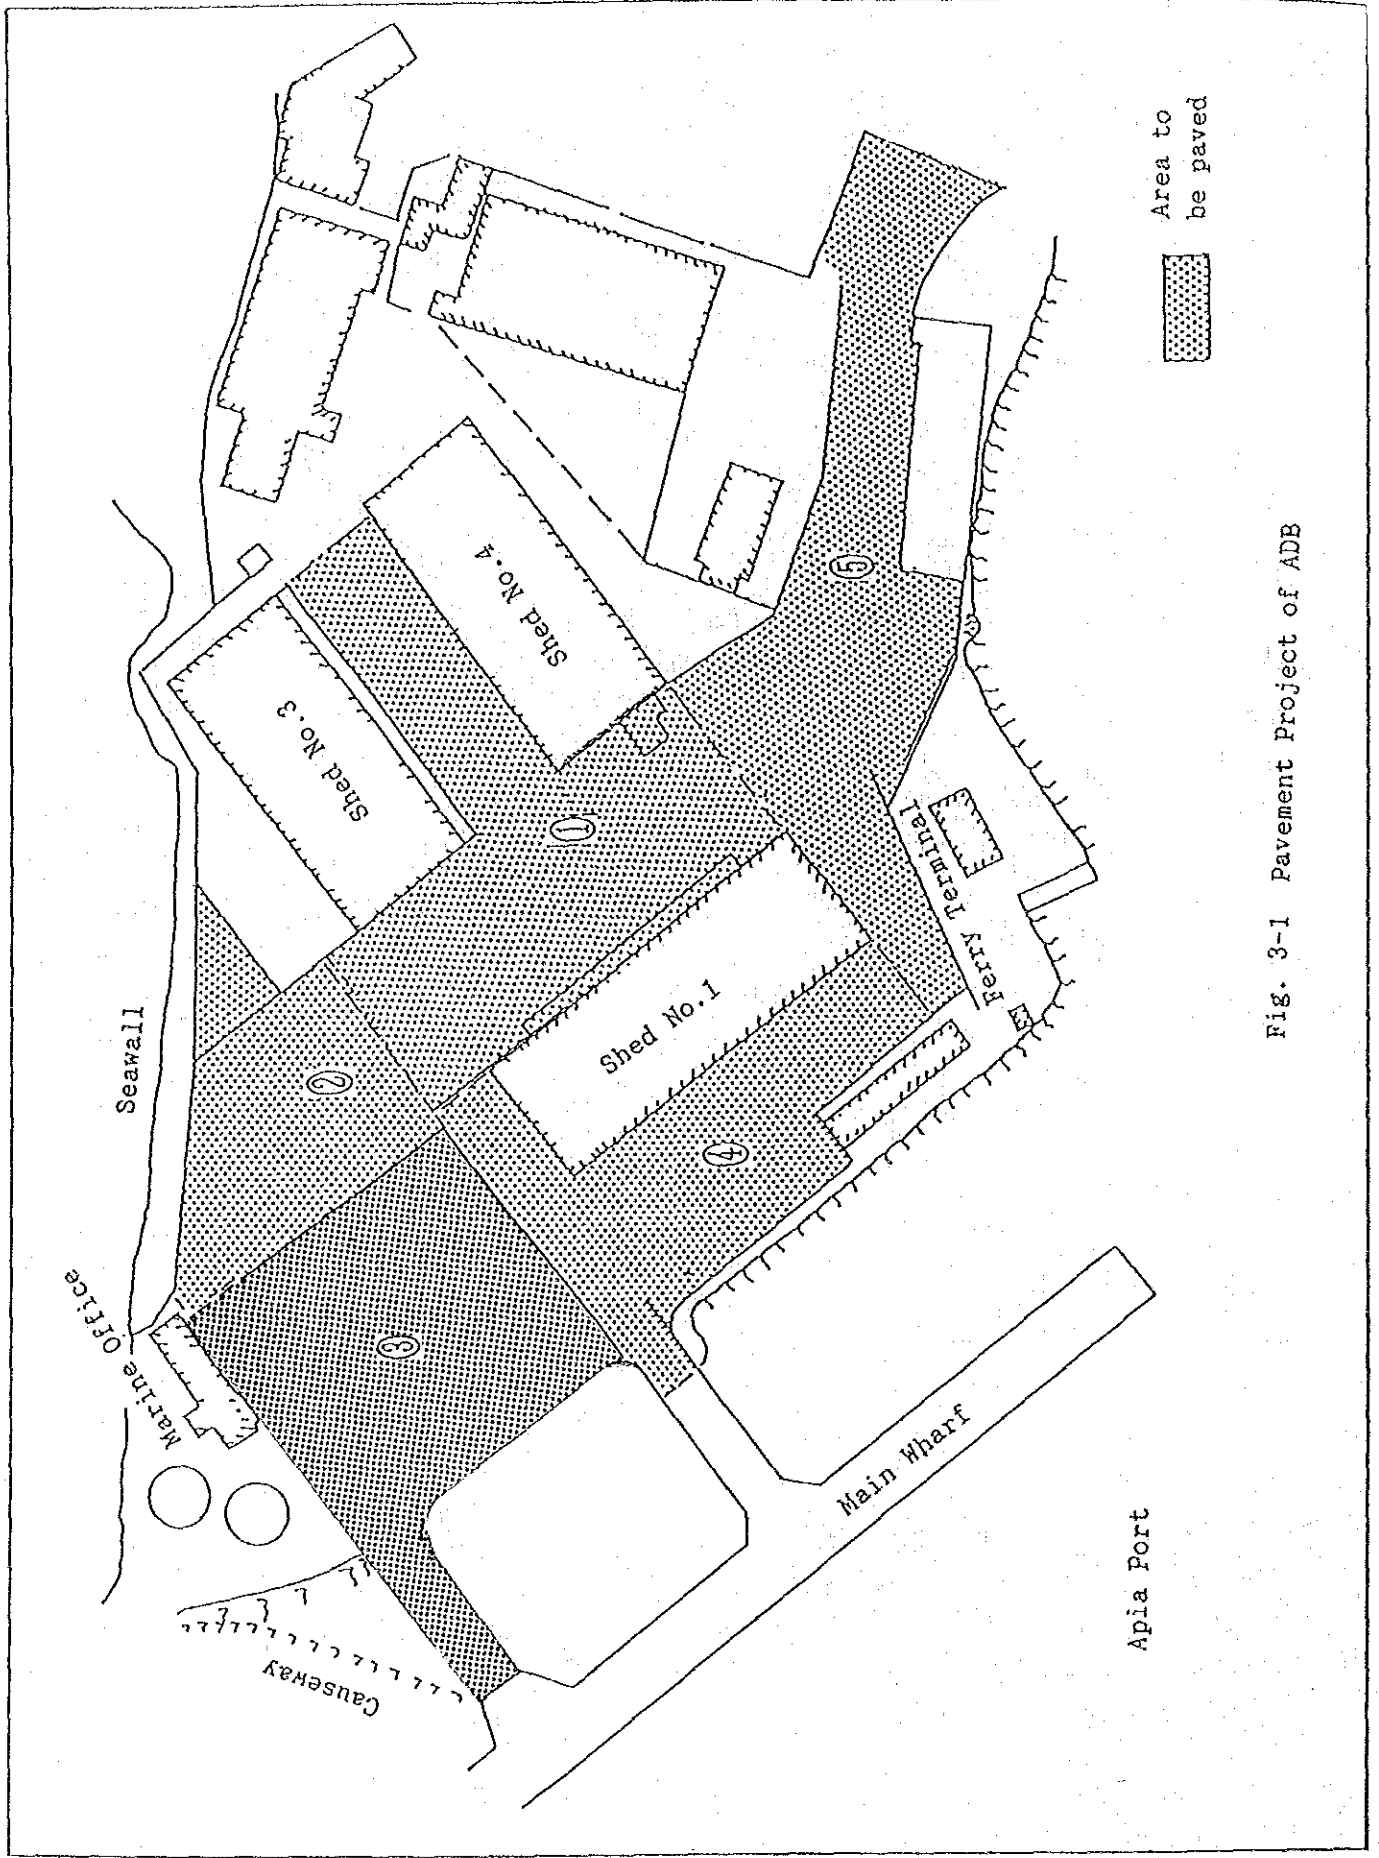 Seawall
Marine Office
Causeway
Shed No.3
Shed No.4
Shed No.1
1
2
3
4
5
Ferry Terminal
Main Wharf
Apia Port
Area to
be paved
Fig. 3-1 Pavement Project of ADB